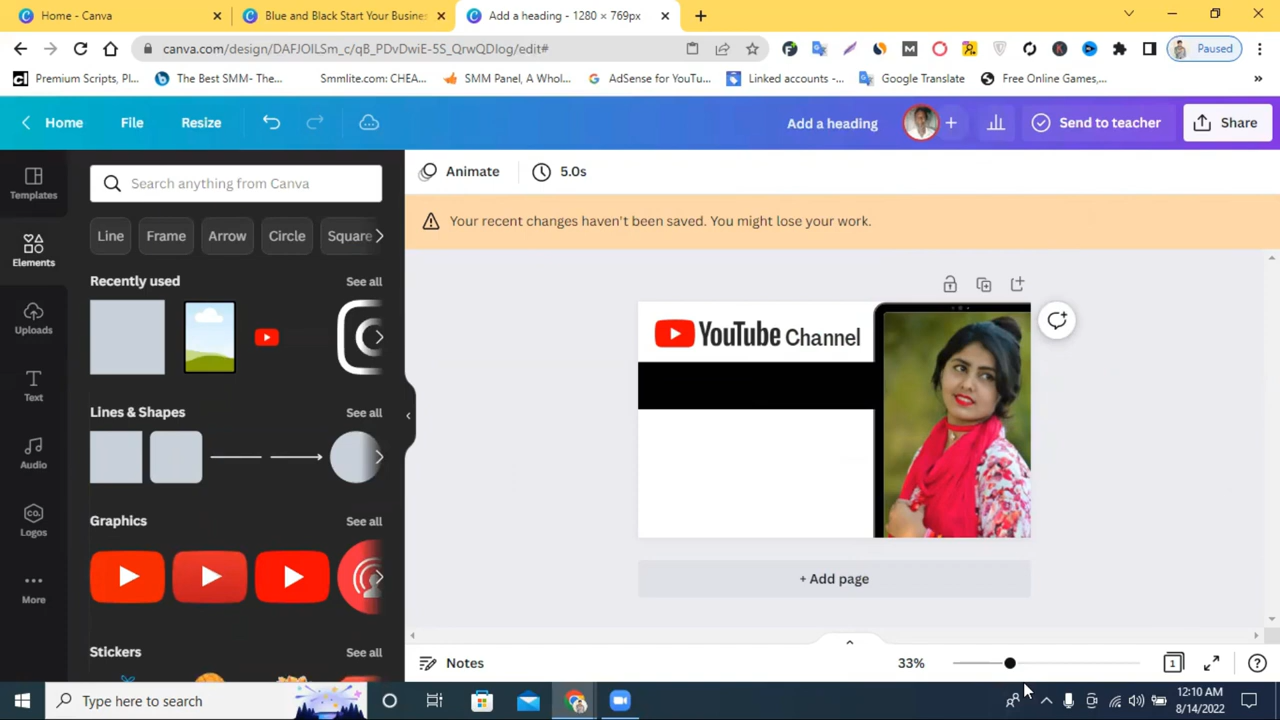 Home - Canva
Blue and Black Start Your Busines
Add a heading - 1280 × 769px
canva.com/design/DAFJOILSm_c/qB_PDvDwiE-5S_QrwQDlog/edit#
Paused
Premium Scripts, Pl...
The Best SMM- The...
Smmlite.com: CHEA...
SMM Panel, A Whol...
AdSense for YouTu...
Linked accounts -...
Google Translate
Free Online Games,...
Home
File
Resize
Add a heading
Send to teacher
Share
Templates
Elements
Uploads
Text
Audio
Logos
More
Search anything from Canva
Line
Frame
Arrow
Circle
Square
Recently used
See all
Lines & Shapes
See all
Graphics
See all
Stickers
See all
Animate
5.0s
Your recent changes haven't been saved. You might lose your work.
YouTube Channel
+ Add page
Notes
33%
1
Type here to search
12:10 AM
8/14/2022